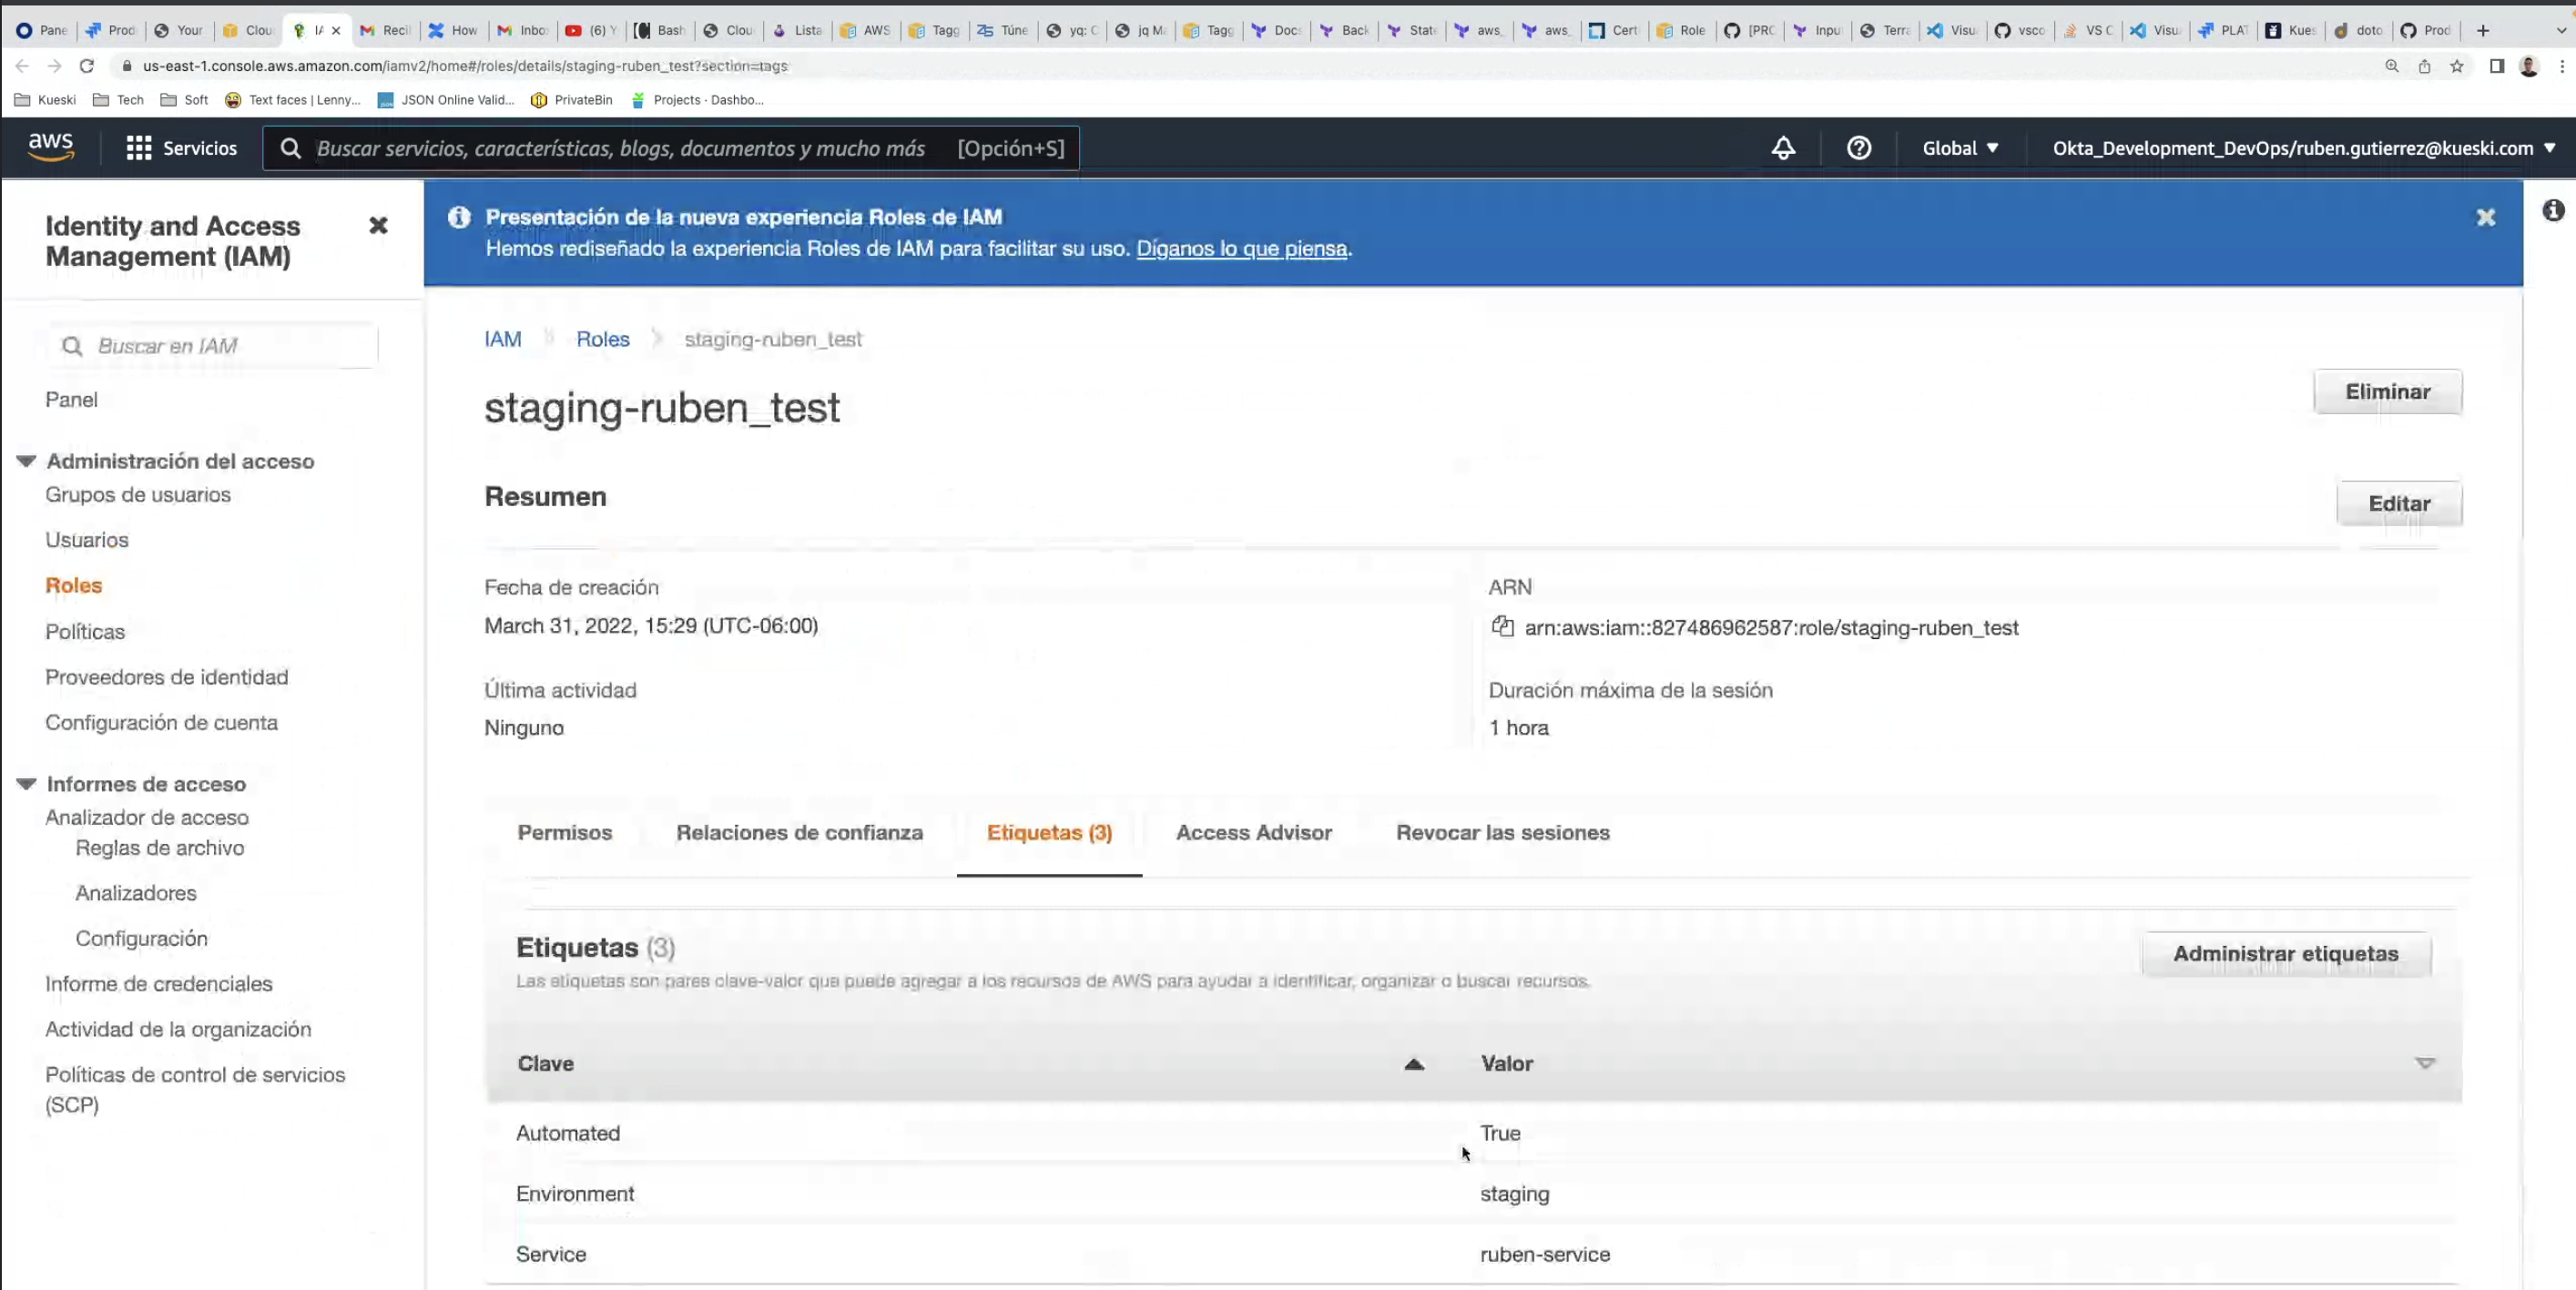 Pane
Prod
Your
Clou
IA
Recil
How
Inbo
(6) Y
Bash
Clou
Lista
AWS
Tagg
Túne
yq: C
jq Ma
Tagg
Docs
Back
State
aws_
aws_
Cert
Role
[PRC
Inpu
Terra
Visu
vsco
VS C
Visu
PLAT
Kues
doto
Prod
us-east-1.console.aws.amazon.com/iamv2/home#/roles/details/staging-ruben_test?section=tags
Kueski
Tech
Soft
Text faces | Lenny...
JSON Online Valid...
PrivateBin
Projects · Dashbo...
aws
Servicios
Buscar servicios, características, blogs, documentos y mucho más [Opción+S]
Global
Okta_Development_DevOps/ruben.gutierrez@kueski.com
Identity and Access
Management (IAM)
Buscar en IAM
Panel
Administración del acceso
Grupos de usuarios
Usuarios
Roles
Políticas
Proveedores de identidad
Configuración de cuenta
Informes de acceso
Analizador de acceso
Reglas de archivo
Analizadores
Configuración
Informe de credenciales
Actividad de la organización
Políticas de control de servicios
(SCP)
Presentación de la nueva experiencia Roles de IAM
Hemos rediseñado la experiencia Roles de IAM para facilitar su uso. Díganos lo que piensa.
IAM
Roles
staging-ruben_test
staging-ruben_test
Eliminar
Resumen
Editar
Fecha de creación
ARN
March 31, 2022, 15:29 (UTC-06:00)
arn:aws:iam::827486962587:role/staging-ruben_test
Última actividad
Duración máxima de la sesión
Ninguno
1 hora
Permisos
Relaciones de confianza
Etiquetas (3)
Access Advisor
Revocar las sesiones
Etiquetas (3)
Administrar etiquetas
Las etiquetas son pares clave-valor que puede agregar a los recursos de AWS para ayudar a identificar, organizar o buscar recursos.
Clave
Valor
Automated
True
Environment
staging
Service
ruben-service